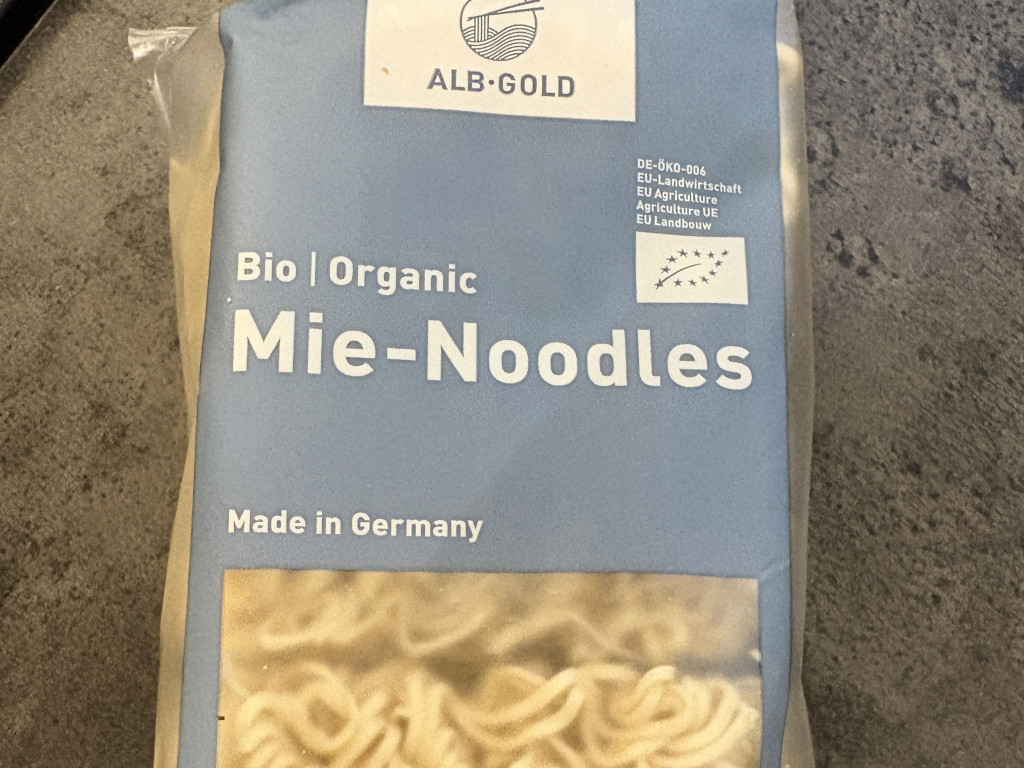 ALB·GOLD
DE-ÖKO-006
EU-Landwirtschaft
EU Agriculture
Agriculture UE
EU Landbouw
Bio | Organic
Mie-Noodles
Made in Germany